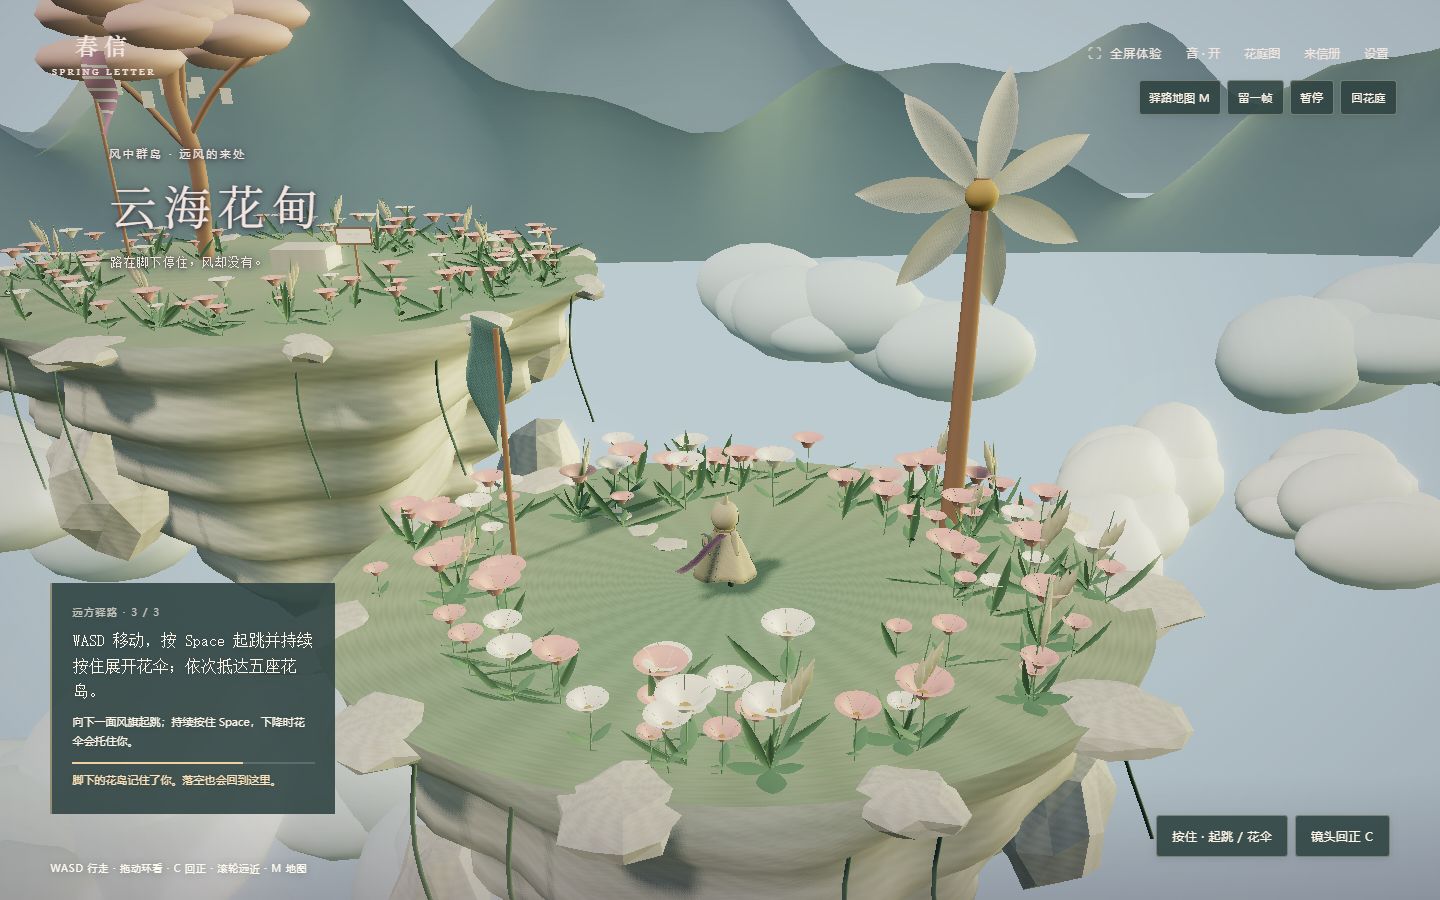 春信
SPRING LETTER
全屏体验 音·开 花庭图 来信册 设置
驿路地图 M 留一帧 暂停 回花庭
风中群岛 · 远风的来处
云海花甸
路在脚下停住，风却没有。
远方驿路 · 3 / 3
WASD 移动，按 Space 起跳并持续
按住展开花伞；依次抵达五座花
岛。
向下一面风旗起跳；持续按住 Space，下降时花
伞会托住你。
脚下的花岛记住了你。落空也会回到这里。
WASD 行走 · 拖动环看 · C 回正 · 滚轮远近 · M 地图
按住 · 起跳 / 花伞 镜头回正 C